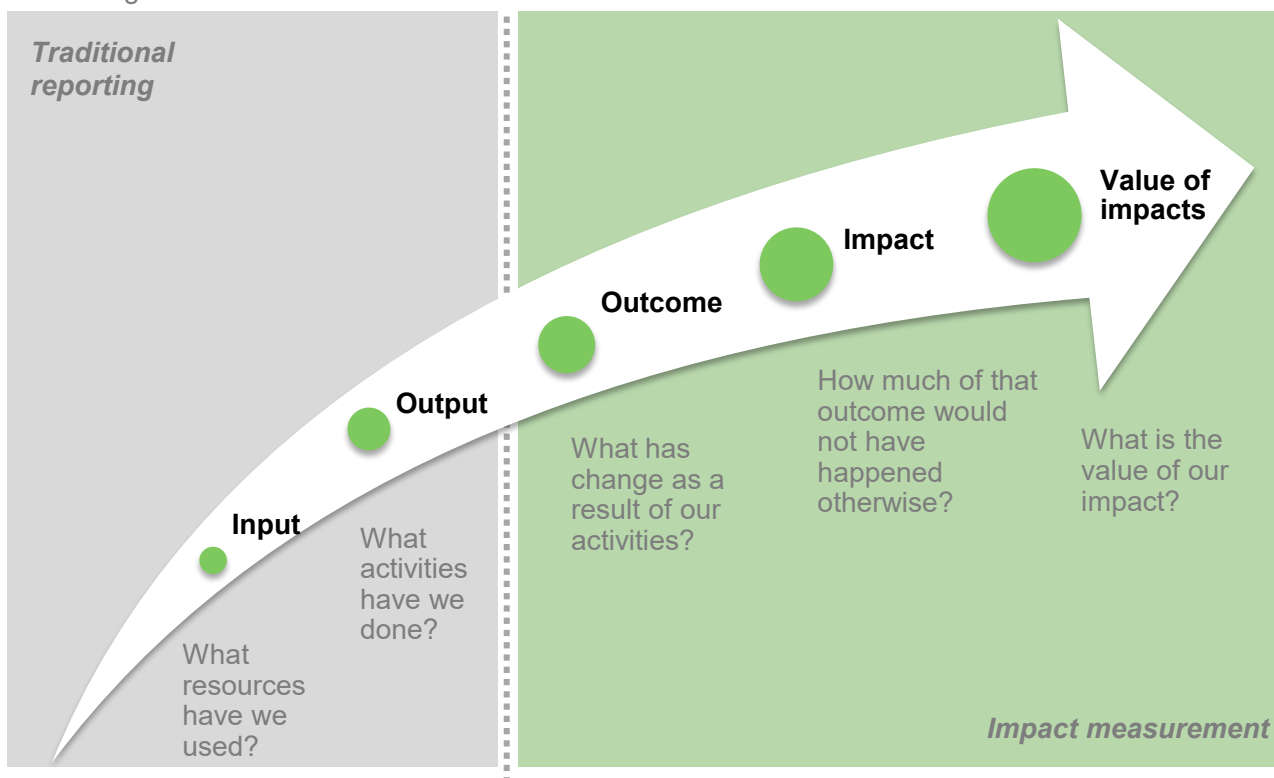 Traditional
reporting
Value of
impacts
Impact
Outcome
Output
Input
What
resources
have we
used?
What
activities
have we
done?
What has
change as a
result of our
activities?
How much of that
outcome would
not have
happened
otherwise?
What is the
value of our
impact?
Impact measurement